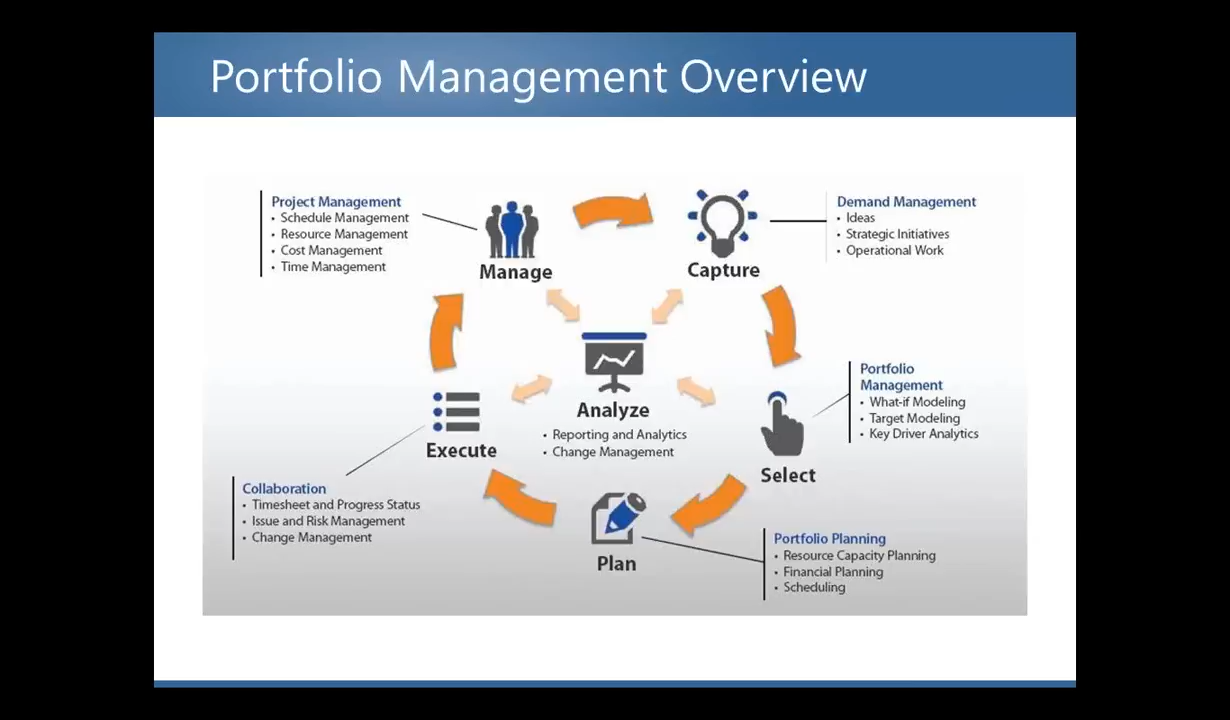 Portfolio Management Overview
Project Management
• Schedule Management
• Resource Management
• Cost Management
• Time Management
Manage
Capture
Demand Management
• Ideas
• Strategic Initiatives
• Operational Work
Portfolio
Management
• What-if Modeling
• Target Modeling
• Key Driver Analytics
Select
Analyze
• Reporting and Analytics
• Change Management
Execute
Collaboration
• Timesheet and Progress Status
• Issue and Risk Management
• Change Management
Plan
Portfolio Planning
• Resource Capacity Planning
• Financial Planning
• Scheduling